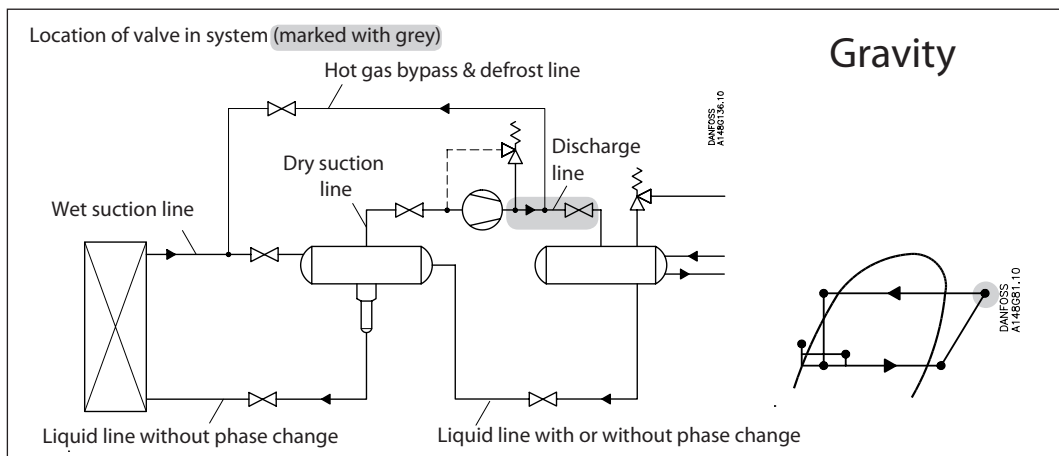 Location of valve in system (marked with grey)
Gravity
Hot gas bypass & defrost line
DANFOSS
A148G136.10
Dry suction
line
Discharge
line
Wet suction line
DANFOSS
A148G81.10
Liquid line without phase change
Liquid line with or without phase change